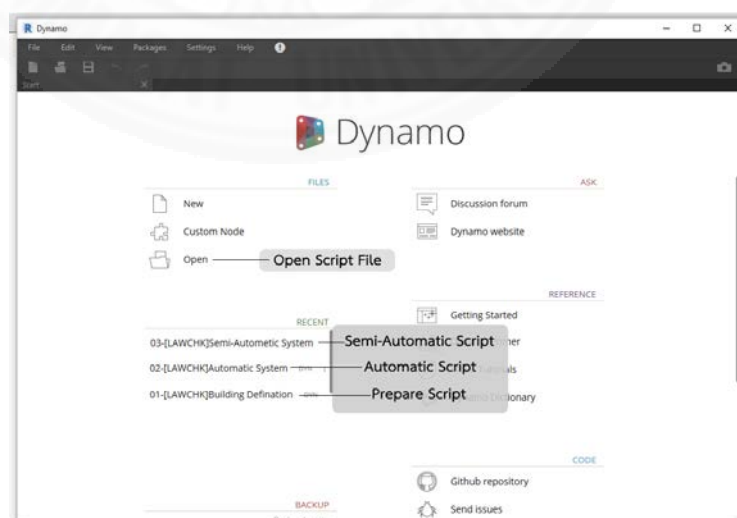 Dynamo
File Edit View Packages Settings Help
Start
Dynamo
FILES
New
Custom Node
Open
Open Script File
RECENT
03-[LAWCHK]Semi-Autometic System
Semi-Automatic Script
02-[LAWCHK]Automatic System
Automatic Script
01-[LAWCHK]Building Defination
Prepare Script
BACKUP
ASK
Discussion forum
Dynamo website
REFERENCE
Getting Started
CODE
Github repository
Send issues